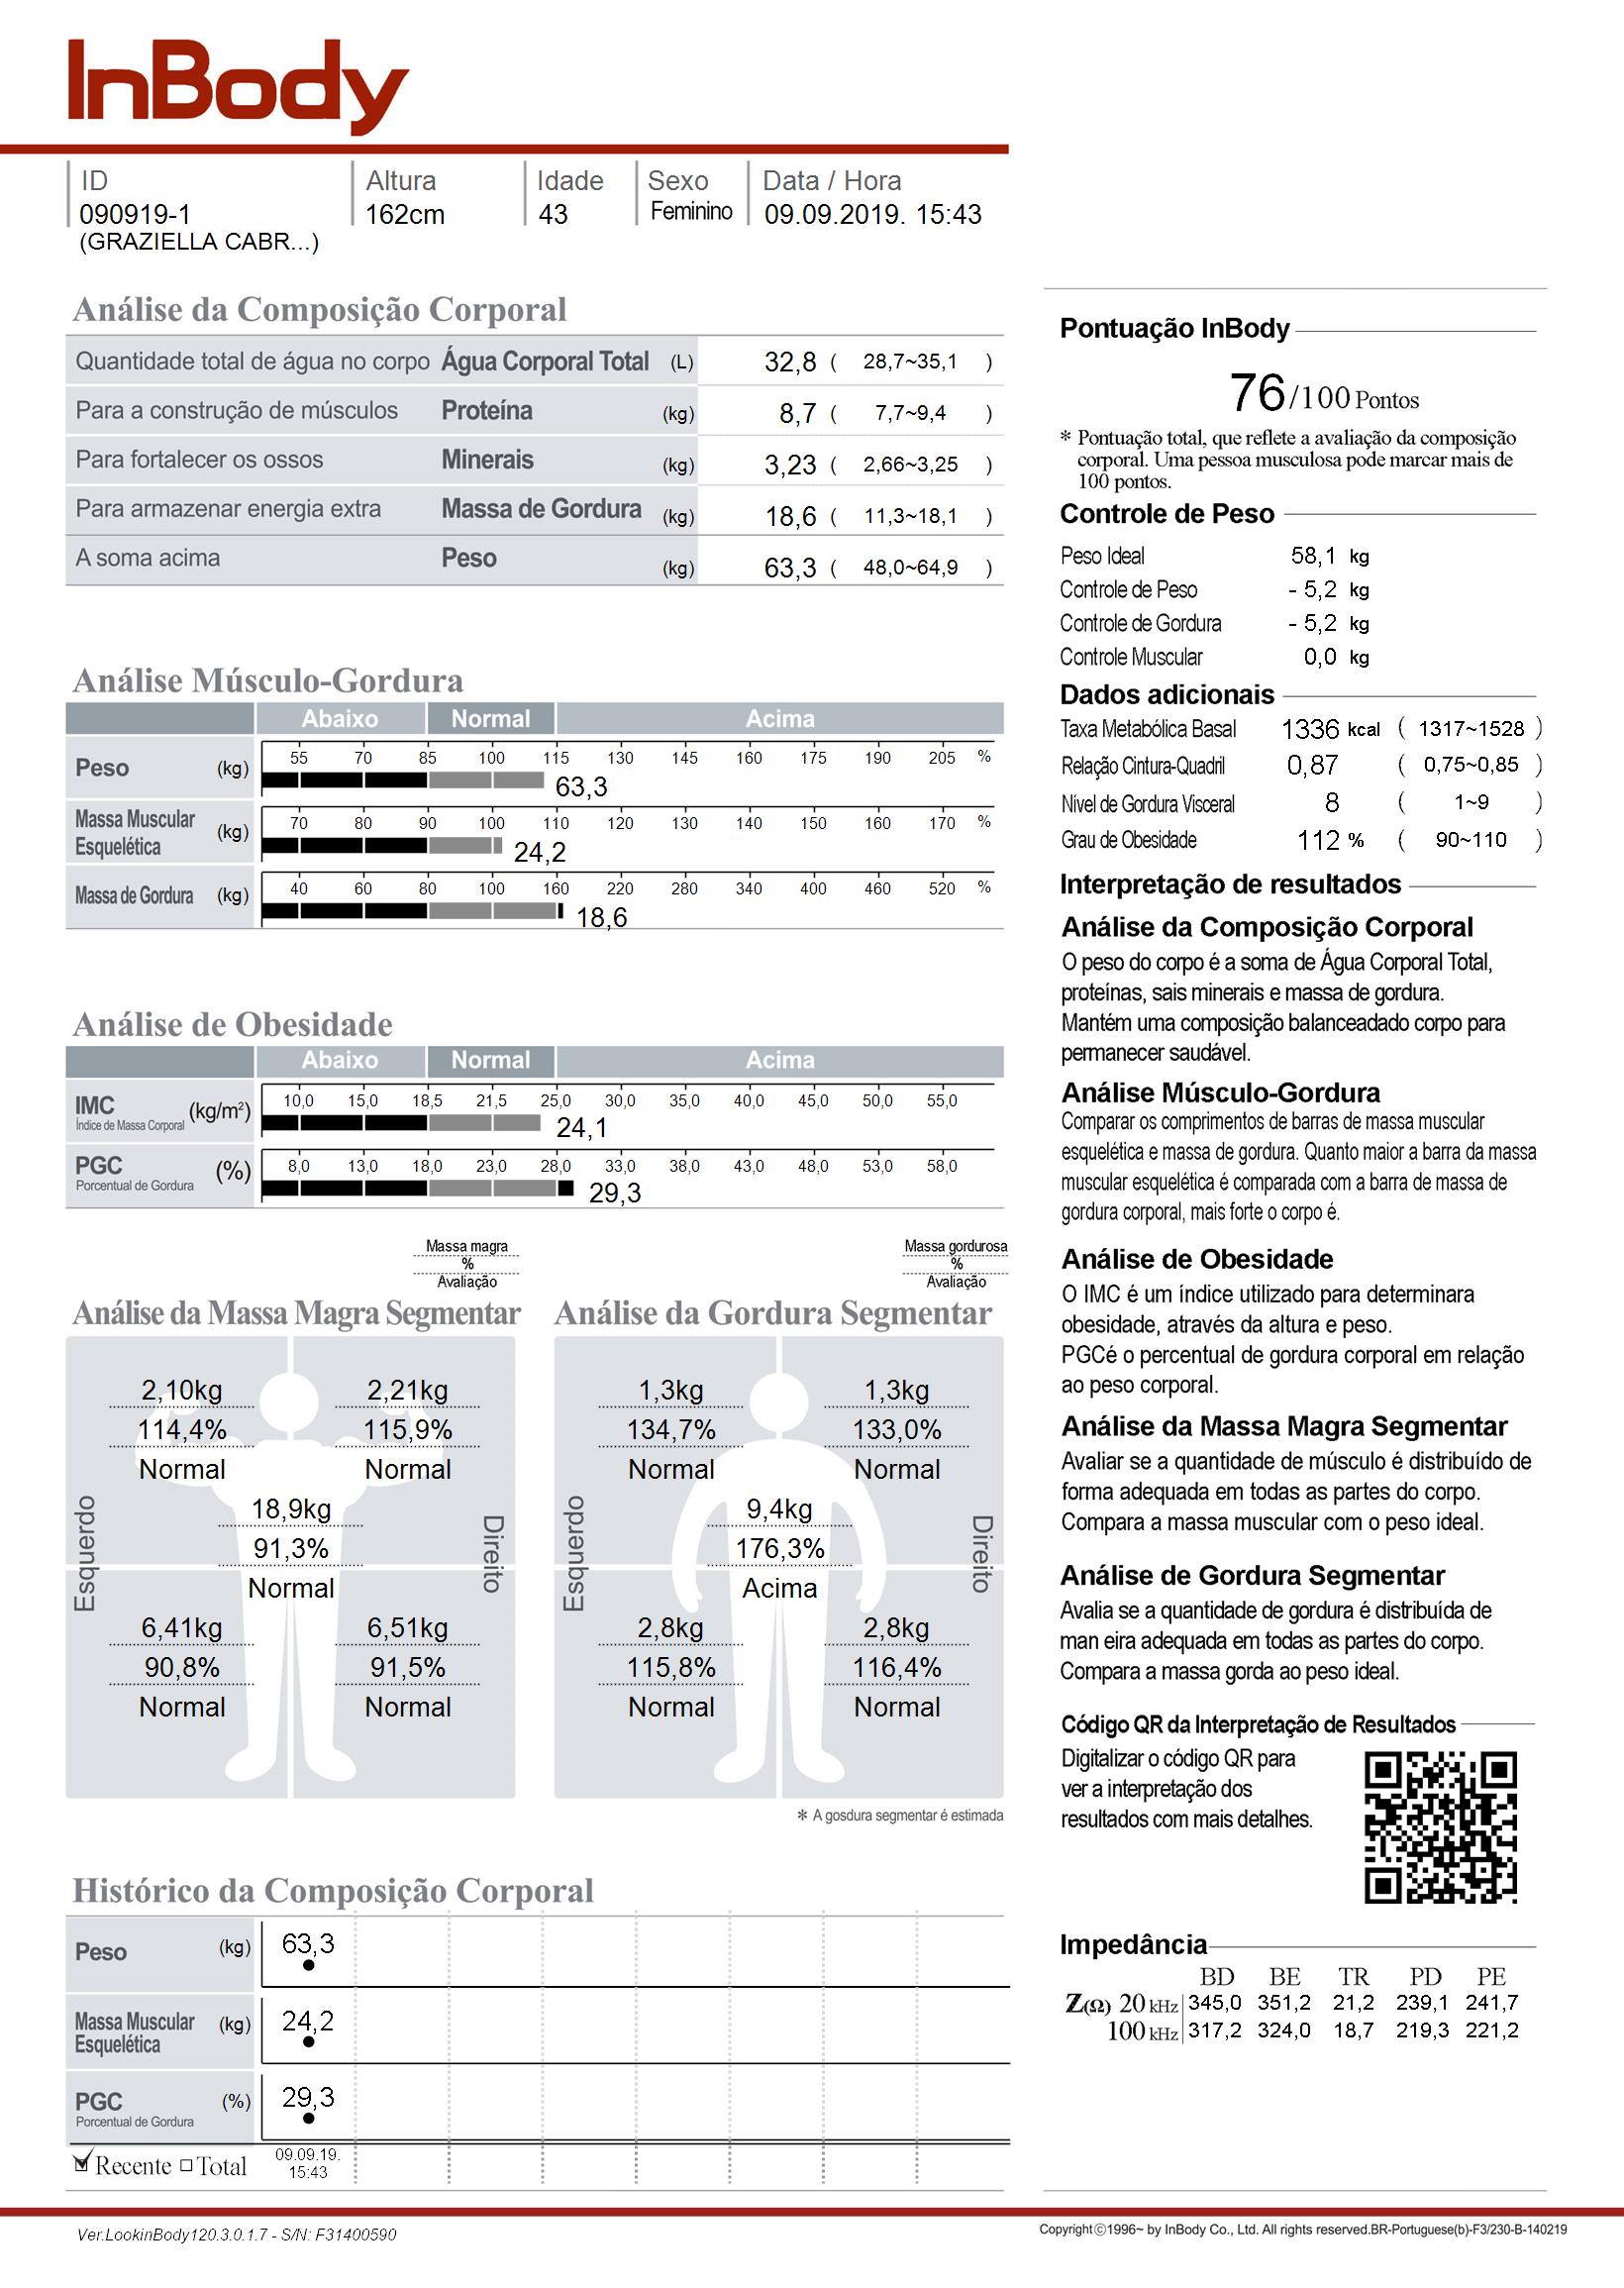 InBody
ID Altura Idade Sexo Data / Hora
090919-1 162cm 43 Feminino 09.09.2019. 15:43
(GRAZIELLA CABR...)
Análise da Composição Corporal
Quantidade total de água no corpo Água Corporal Total (L) 32,8 ( 28,7~35,1 )
Para a construção de músculos Proteína (kg) 8,7 ( 7,7~9,4 )
Para fortalecer os ossos Minerais (kg) 3,23 ( 2,66~3,25 )
Para armazenar energia extra Massa de Gordura (kg) 18,6 ( 11,3~18,1 )
A soma acima Peso (kg) 63,3 ( 48,0~64,9 )
Análise Músculo-Gordura
Abaixo Normal Acima
Peso (kg) 55 70 85 100 115 130 145 160 175 190 205 %
63,3
Massa Muscular Esquelética (kg) 70 80 90 100 110 120 130 140 150 160 170 %
24,2
Massa de Gordura (kg) 40 60 80 100 160 220 280 340 400 460 520 %
18,6
Análise de Obesidade
Abaixo Normal Acima
IMC (kg/m²) 10,0 15,0 18,5 21,5 25,0 30,0 35,0 40,0 45,0 50,0 55,0
Índice de Massa Corporal 24,1
PGC (%) 8,0 13,0 18,0 23,0 28,0 33,0 38,0 43,0 48,0 53,0 58,0
Porcentual de Gordura 29,3
Massa magra
%
Avaliação
Análise da Massa Magra Segmentar
2,10kg 2,21kg
114,4% 115,9%
Normal Normal
18,9kg
91,3%
Normal
Esquerdo Direito
6,41kg 6,51kg
90,8% 91,5%
Normal Normal
Massa gordurosa
%
Avaliação
Análise da Gordura Segmentar
1,3kg 1,3kg
134,7% 133,0%
Normal Normal
9,4kg
176,3%
Acima
Esquerdo Direito
2,8kg 2,8kg
115,8% 116,4%
Normal Normal
* A gosdura segmentar é estimada
Histórico da Composição Corporal
Peso (kg) 63,3
Massa Muscular Esquelética (kg) 24,2
PGC (%) 29,3
Porcentual de Gordura
Recente Total 09.09.19.
15:43
Pontuação InBody
76/100 Pontos
* Pontuação total, que reflete a avaliação da composição
corporal. Uma pessoa musculosa pode marcar mais de
100 pontos.
Controle de Peso
Peso Ideal 58,1 kg
Controle de Peso - 5,2 kg
Controle de Gordura - 5,2 kg
Controle Muscular 0,0 kg
Dados adicionais
Taxa Metabólica Basal 1336 kcal ( 1317~1528 )
Relação Cintura-Quadril 0,87 ( 0,75~0,85 )
Nível de Gordura Visceral 8 ( 1~9 )
Grau de Obesidade 112 % ( 90~110 )
Interpretação de resultados
Análise da Composição Corporal
O peso do corpo é a soma de Água Corporal Total,
proteínas, sais minerais e massa de gordura.
Mantém uma composição balanceadado corpo para
permanecer saudável.
Análise Músculo-Gordura
Comparar os comprimentos de barras de massa muscular
esquelética e massa de gordura. Quanto maior a barra da massa
muscular esquelética é comparada com a barra de massa de
gordura corporal, mais forte o corpo é.
Análise de Obesidade
O IMC é um índice utilizado para determinara
obesidade, através da altura e peso.
PGCé o percentual de gordura corporal em relação
ao peso corporal.
Análise da Massa Magra Segmentar
Avaliar se a quantidade de músculo é distribuído de
forma adequada em todas as partes do corpo.
Compara a massa muscular com o peso ideal.
Análise de Gordura Segmentar
Avalia se a quantidade de gordura é distribuída de
man eira adequada em todas as partes do corpo.
Compara a massa gorda ao peso ideal.
Código QR da Interpretação de Resultados
Digitalizar o código QR para
ver a interpretação dos
resultados com mais detalhes.
Impedância
BD BE TR PD PE
Z(Ω) 20 kHz 345,0 351,2 21,2 239,1 241,7
100 kHz 317,2 324,0 18,7 219,3 221,2
Ver.LookinBody120.3.0.1.7 - S/N: F31400590
Copyright©1996~ by InBody Co., Ltd. All rights reserved.BR-Portuguese(b)-F3/230-B-140219